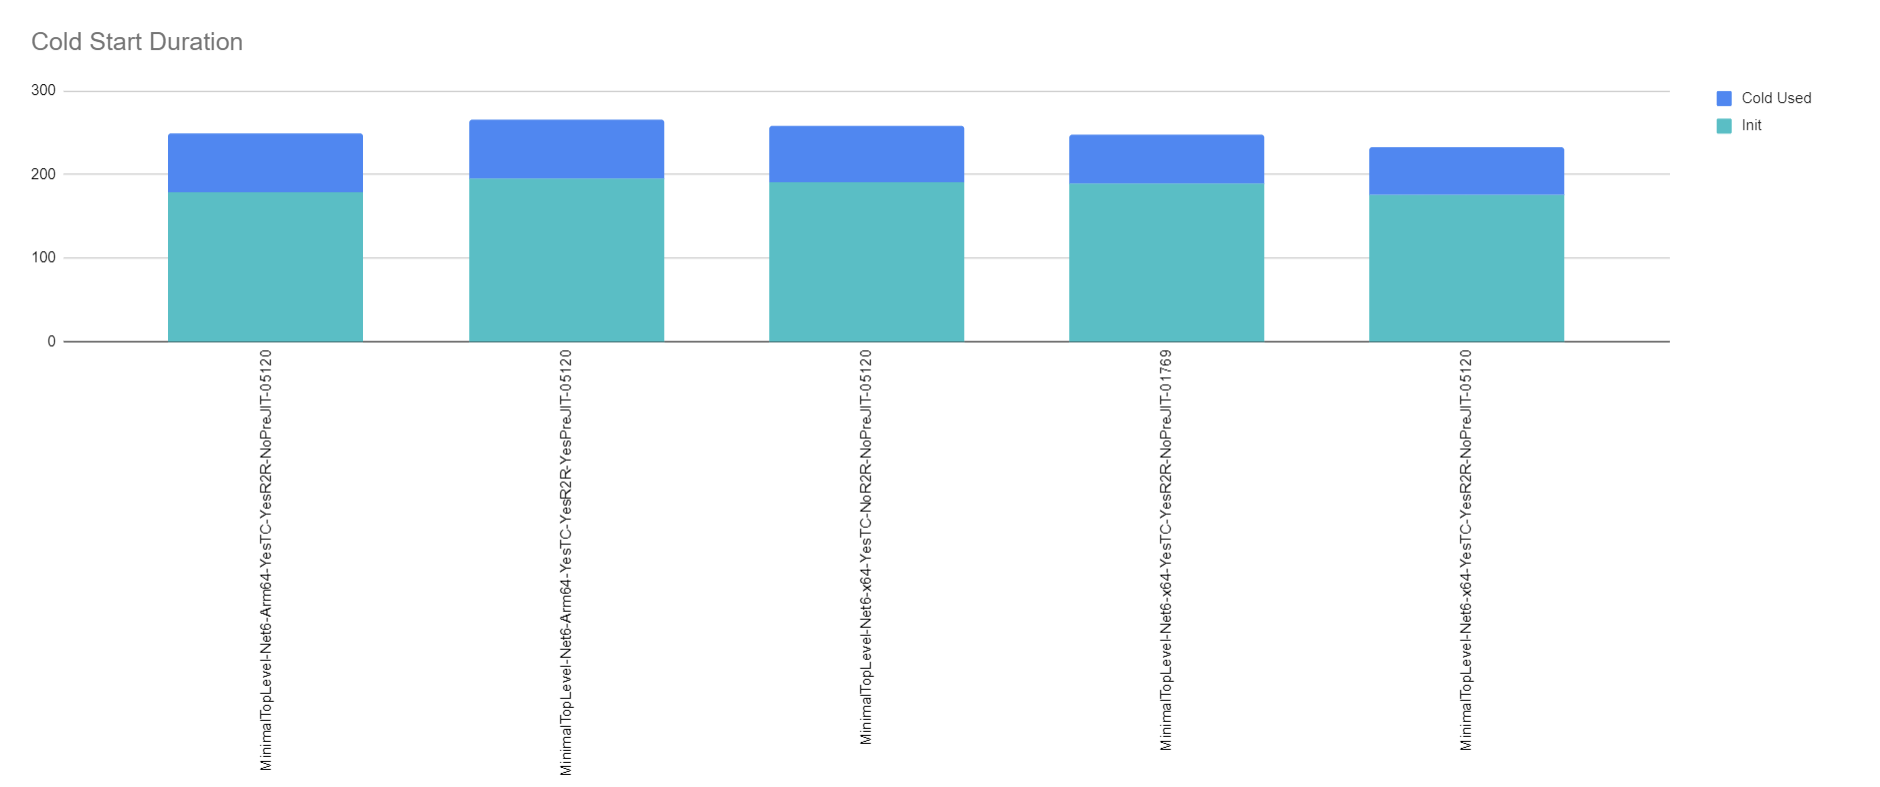 Cold Start Duration
300
200
100
0
Cold Used
Init
MinimalTopLevel-Net6-Arm64-YesTC-YesR2R-NoPreJIT-05120
MinimalTopLevel-Net6-Arm64-YesTC-YesR2R-YesPreJIT-05120
MinimalTopLevel-Net6-x64-YesTC-NoR2R-NoPreJIT-05120
MinimalTopLevel-Net6-x64-YesTC-YesR2R-NoPreJIT-01769
MinimalTopLevel-Net6-x64-YesTC-YesR2R-NoPreJIT-05120